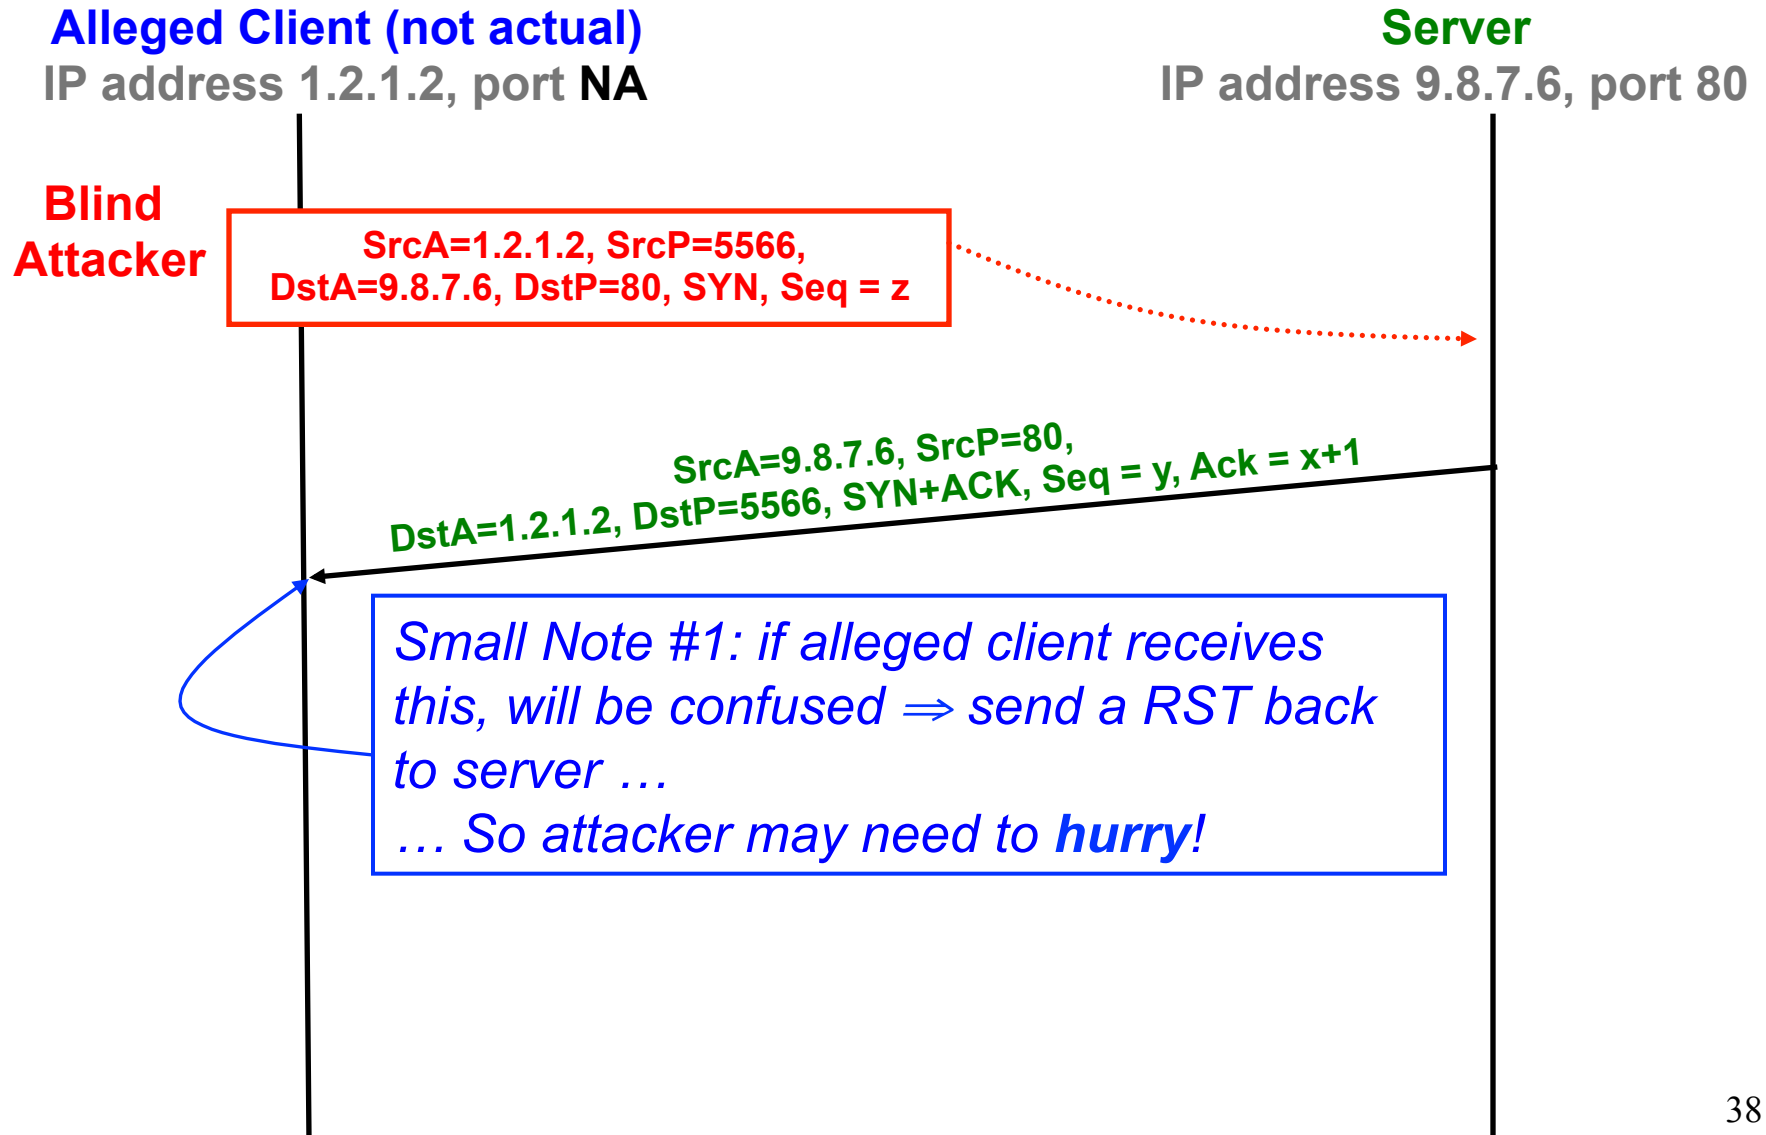 Alleged Client (not actual)
IP address 1.2.1.2, port NA
Server
IP address 9.8.7.6, port 80
Blind
Attacker
SrcA=1.2.1.2, SrcP=5566,
DstA=9.8.7.6, DstP=80, SYN, Seq = z
SrcA=9.8.7.6, SrcP=80,
DstA=1.2.1.2, DstP=5566, SYN+ACK, Seq = y, Ack = x+1
Small Note #1: if alleged client receives
this, will be confused ⇒ send a RST back
to server …
… So attacker may need to hurry!
38